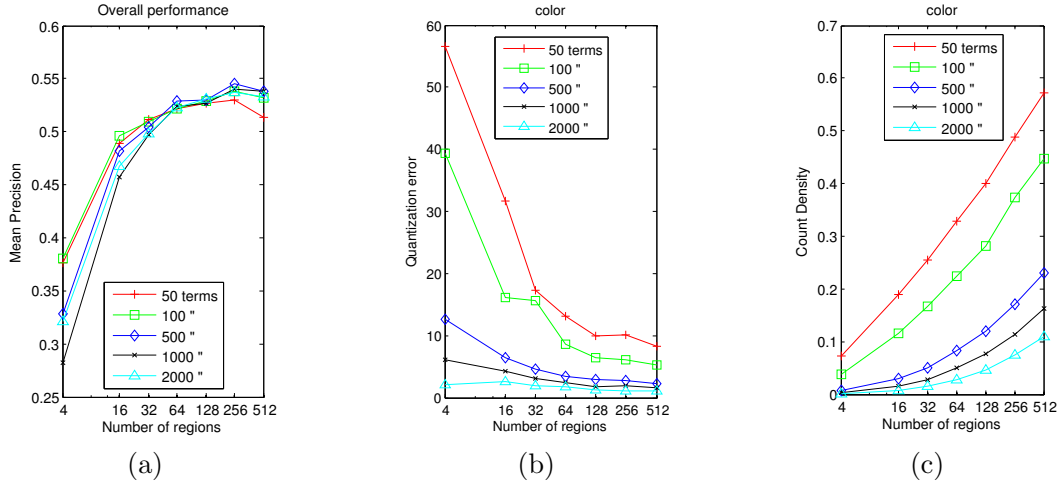 Overall performance
0.6
0.55
0.5
0.45
0.4
0.35
0.3
0.25
Mean Precision
50 terms
100 "
500 "
1000 "
2000 "
4 16 32 64 128 256 512
Number of regions
(a)
color
60
50
40
30
20
10
0
Quantization error
50 terms
100 "
500 "
1000 "
2000 "
4 16 32 64 128 256 512
Number of regions
(b)
color
0.7
0.6
0.5
0.4
0.3
0.2
0.1
0
Count Density
50 terms
100 "
500 "
1000 "
2000 "
4 16 32 64 128 256 512
Number of regions
(c)